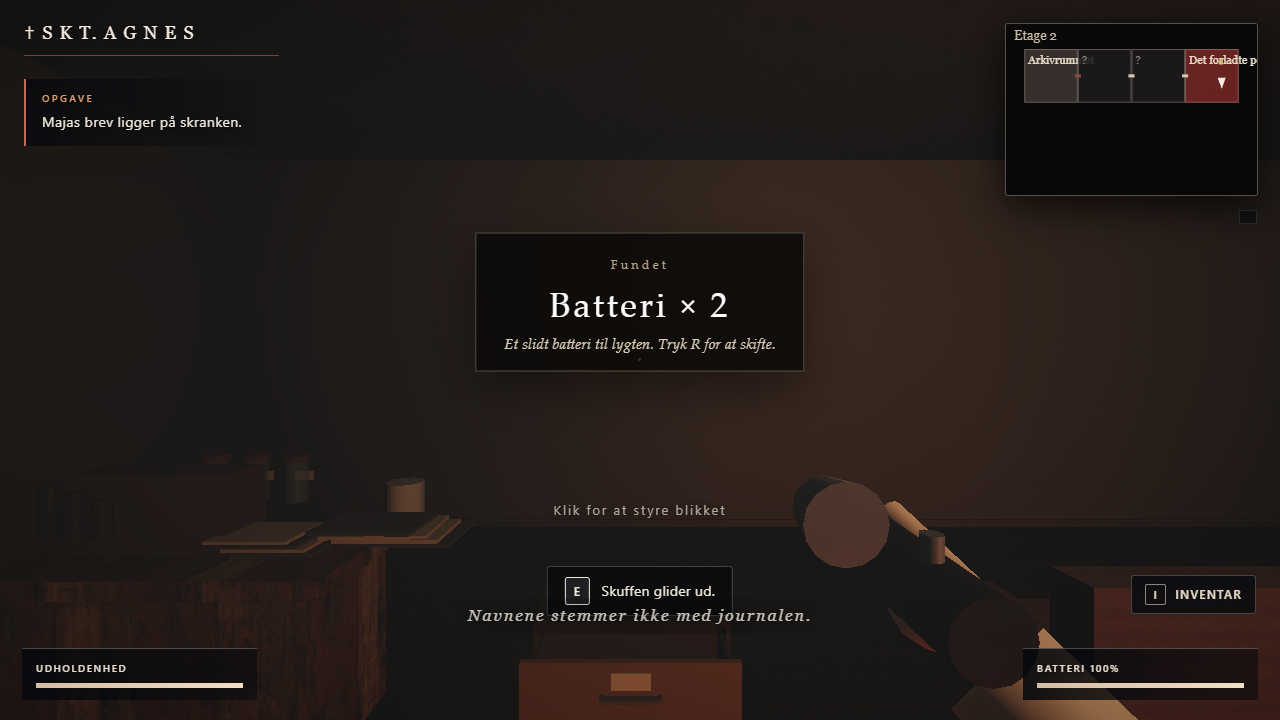 † SKT. AGNES
OPGAVE
Majas brev ligger på skranken.
Etage 2
? ?
Det forladte p
Fundet
Batteri × 2
Et slidt batteri til lygten. Tryk R for at skifte.
Klik for at styre blikket
E Skuffen glider ud.
Navnene stemmer ikke med journalen.
I INVENTAR
UDHOLDENHED
BATTERI 100%